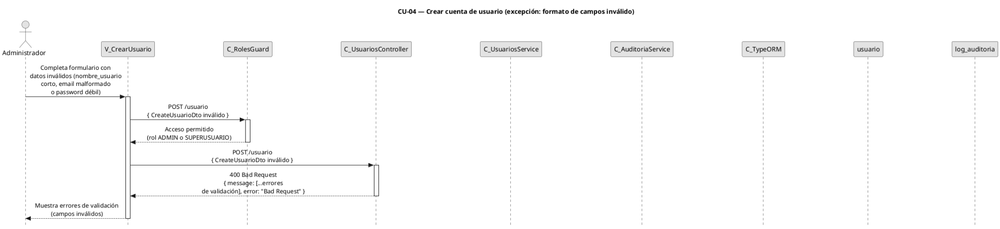 CU-04 — Crear cuenta de usuario (excepción: formato de campos inválido)
Administrador
V_CrearUsuario
C_RolesGuard
C_UsuariosController
C_UsuariosService
C_AuditoriaService
C_TypeORM
usuario
log_auditoria
Completa formulario con
datos inválidos (nombre_usuario
corto, email malformado
o password débil)
POST /usuario
{ CreateUsuarioDto inválido }
Acceso permitido
(rol ADMIN o SUPERUSUARIO)
POST /usuario
{ CreateUsuarioDto inválido }
400 Bad Request
{ message: [...errores
de validación], error: "Bad Request" }
Muestra errores de validación
(campos inválidos)